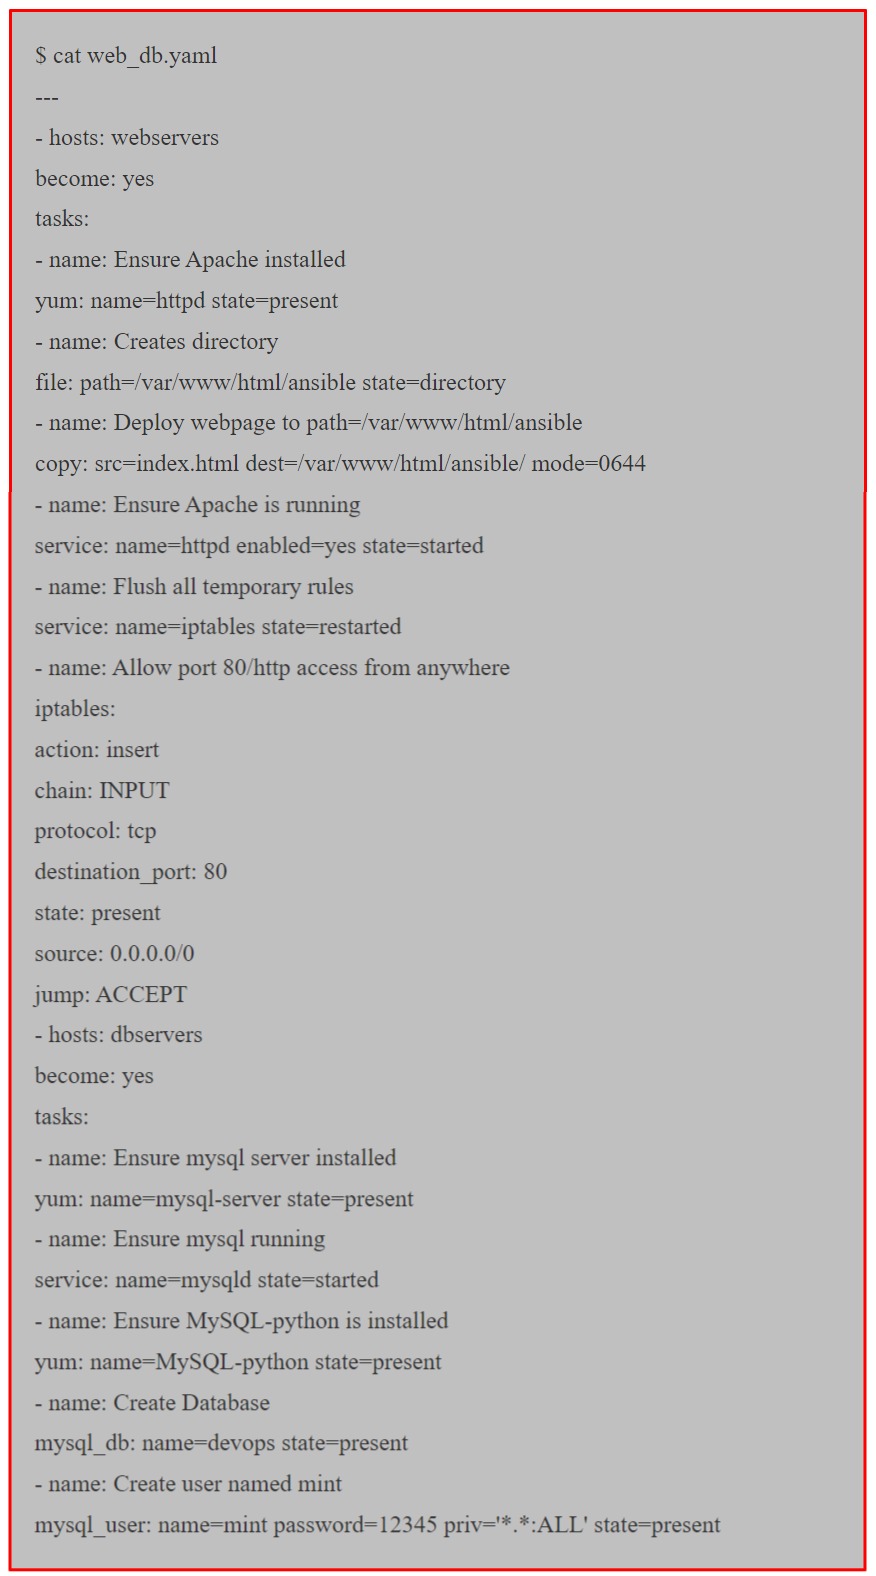 $ cat web_db.yaml
---
- hosts: webservers
become: yes
tasks:
- name: Ensure Apache installed
yum: name=httpd state=present
- name: Creates directory
file: path=/var/www/html/ansible state=directory
- name: Deploy webpage to path=/var/www/html/ansible
copy: src=index.html dest=/var/www/html/ansible/ mode=0644
- name: Ensure Apache is running
service: name=httpd enabled=yes state=started
- name: Flush all temporary rules
service: name=iptables state=restarted
- name: Allow port 80/http access from anywhere
iptables:
action: insert
chain: INPUT
protocol: tcp
destination_port: 80
state: present
source: 0.0.0.0/0
jump: ACCEPT
- hosts: dbservers
become: yes
tasks:
- name: Ensure mysql server installed
yum: name=mysql-server state=present
- name: Ensure mysql running
service: name=mysqld state=started
- name: Ensure MySQL-python is installed
yum: name=MySQL-python state=present
- name: Create Database
mysql_db: name=devops state=present
- name: Create user named mint
mysql_user: name=mint password=12345 priv='*.*:ALL' state=present